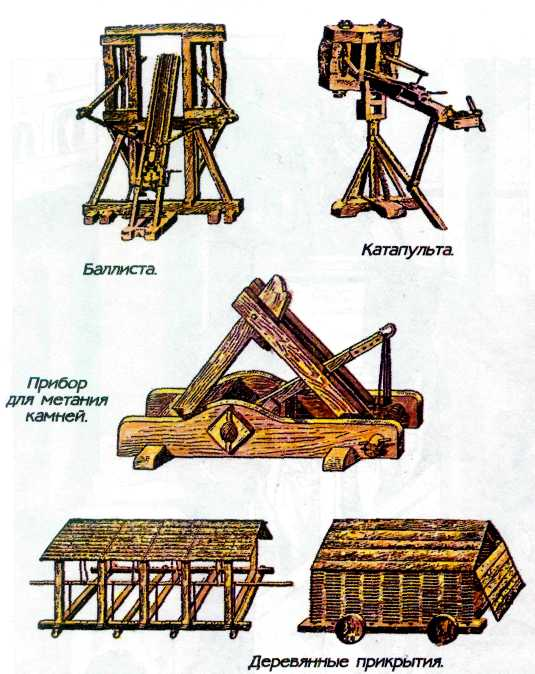 Баллиста.
Катапульта.
Прибор
для метания
камней.
Деревянные прикрытия.